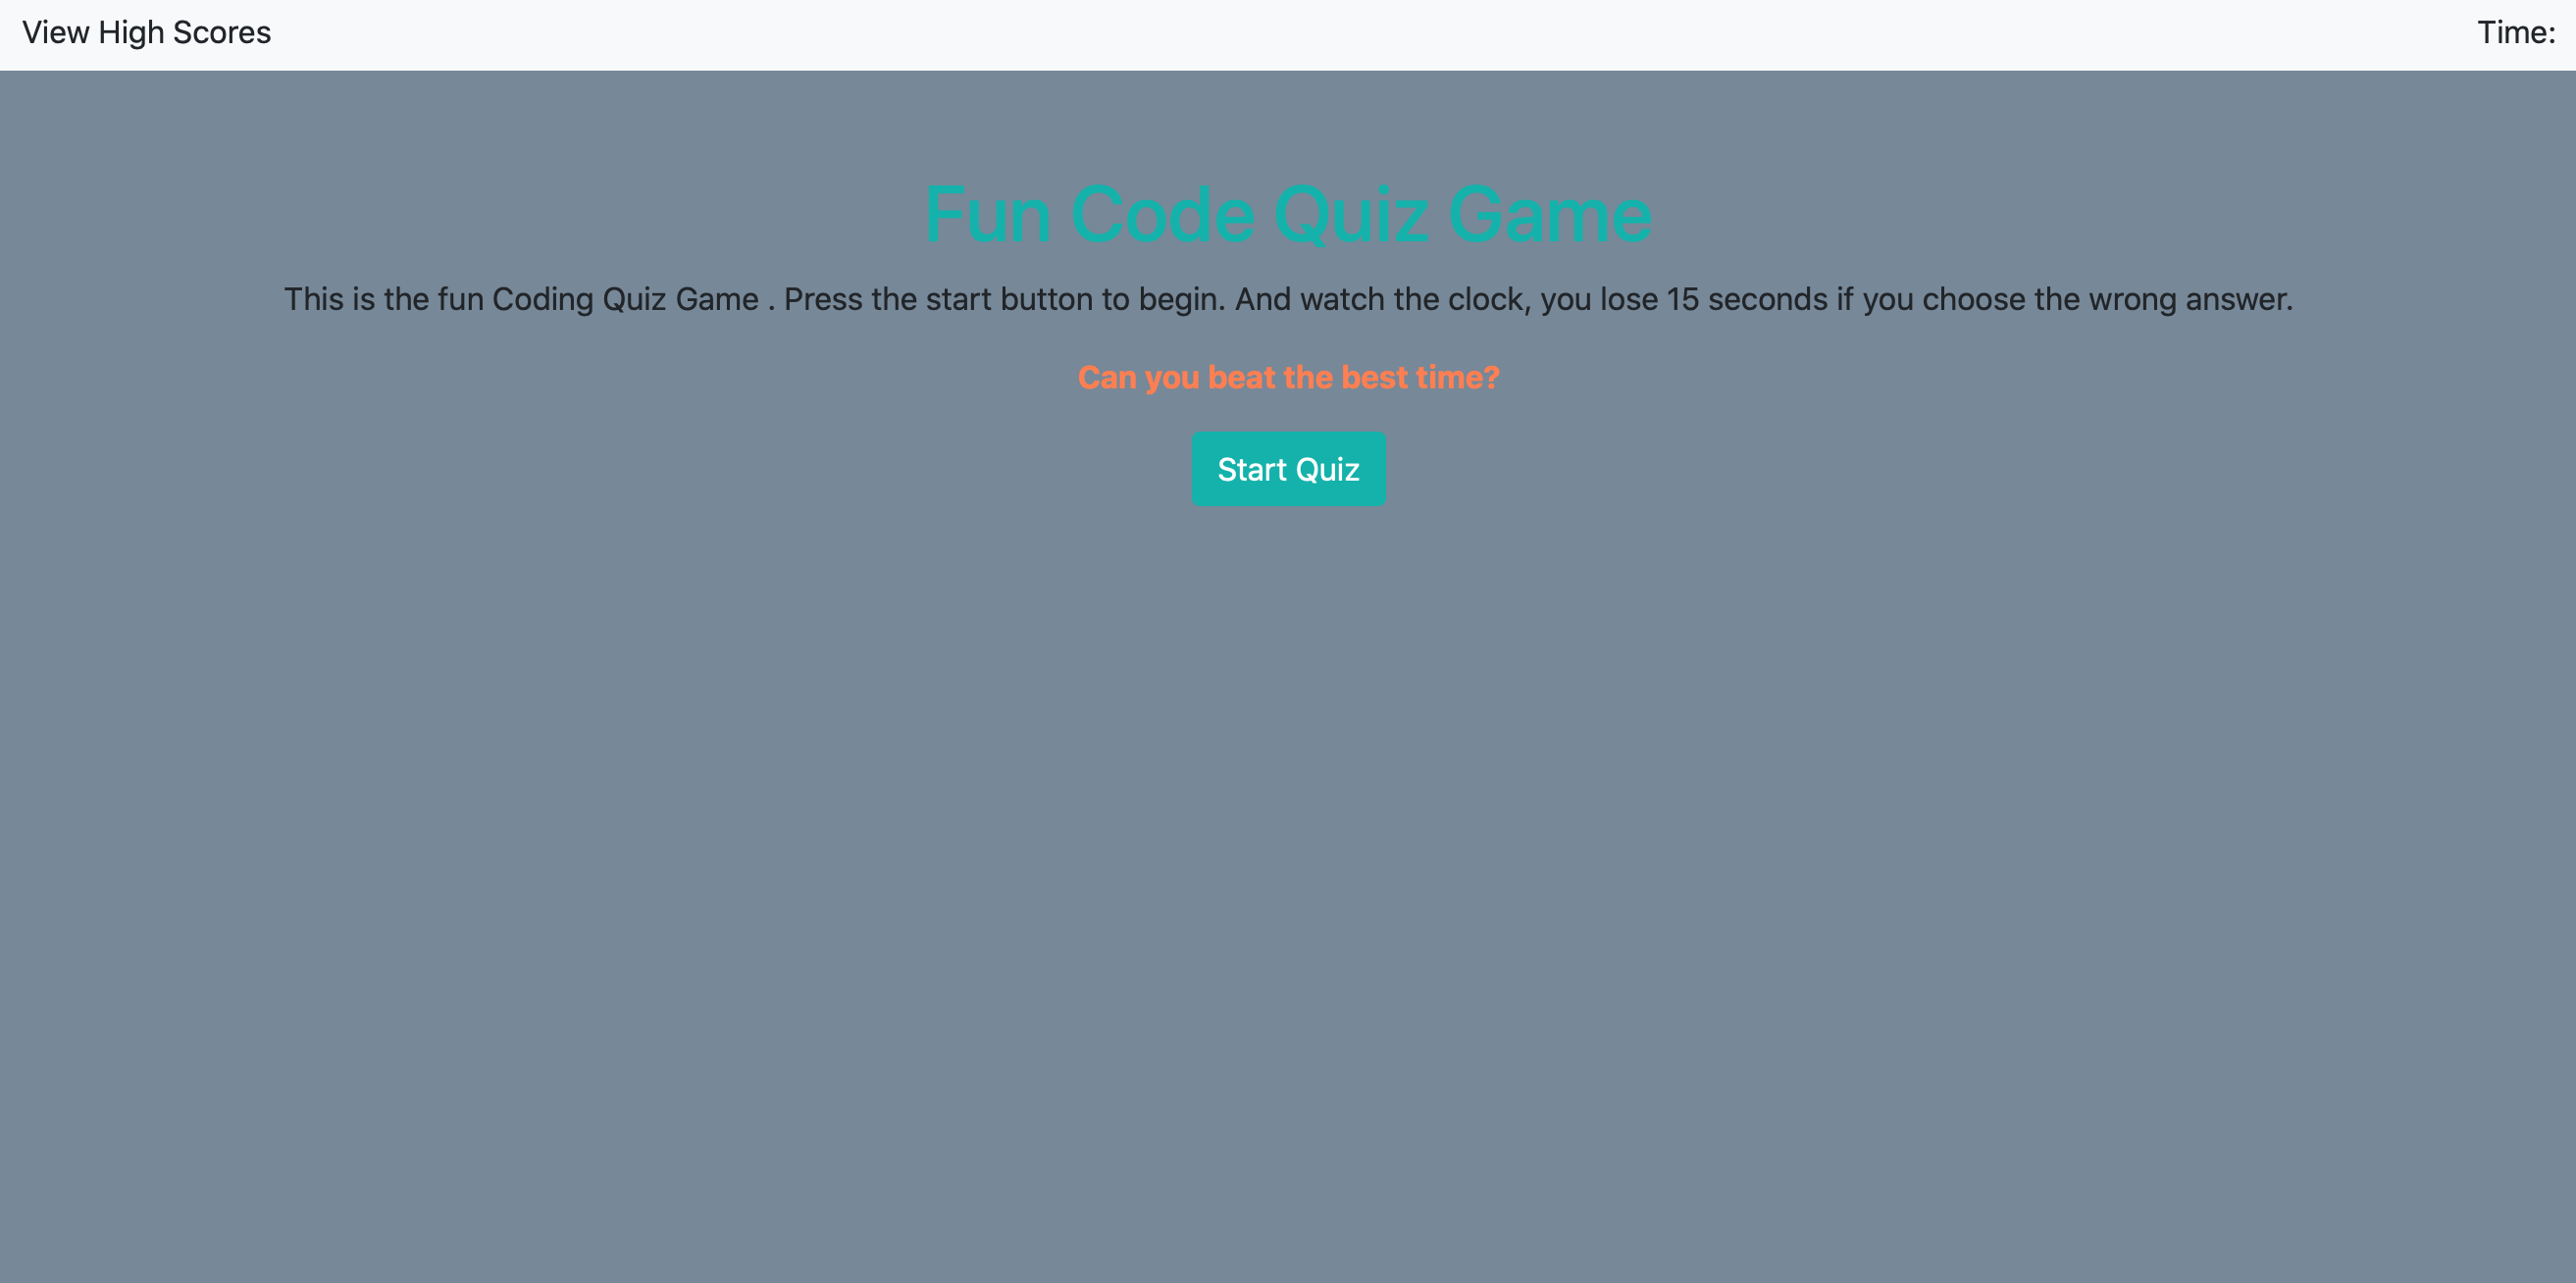 View High Scores
Time:
Fun Code Quiz Game
This is the fun Coding Quiz Game . Press the start button to begin. And watch the clock, you lose 15 seconds if you choose the wrong answer.
Can you beat the best time?
Start Quiz